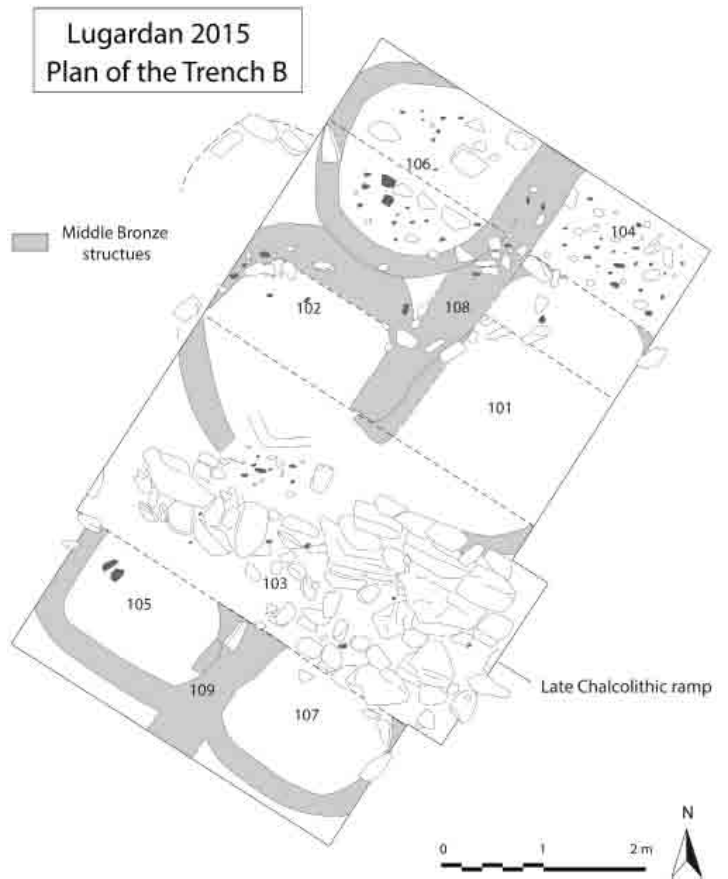 Lugardan 2015
Plan of the Trench B
106
Middle Bronze
structues
104
102
108
101
103
105
Late Chalcolithic ramp
109
107
N
0 1 2 m